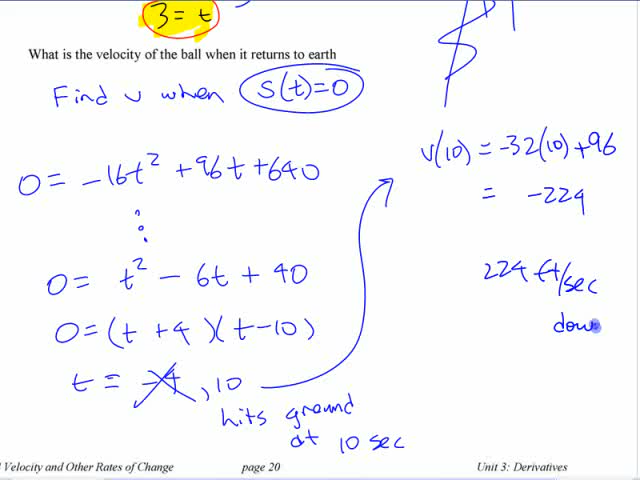 3 = t
What is the velocity of the ball when it returns to earth
Find v when s(t)=0
0 = -16t² + 96t + 640
0 = t² - 6t + 40
0 = (t + 4)(t - 10)
t = -4, 10
hits ground
at 10 sec
v(10) = -32(10) + 96
= -224
224 ft/sec
dow
Velocity and Other Rates of Change
page 20
Unit 3: Derivatives